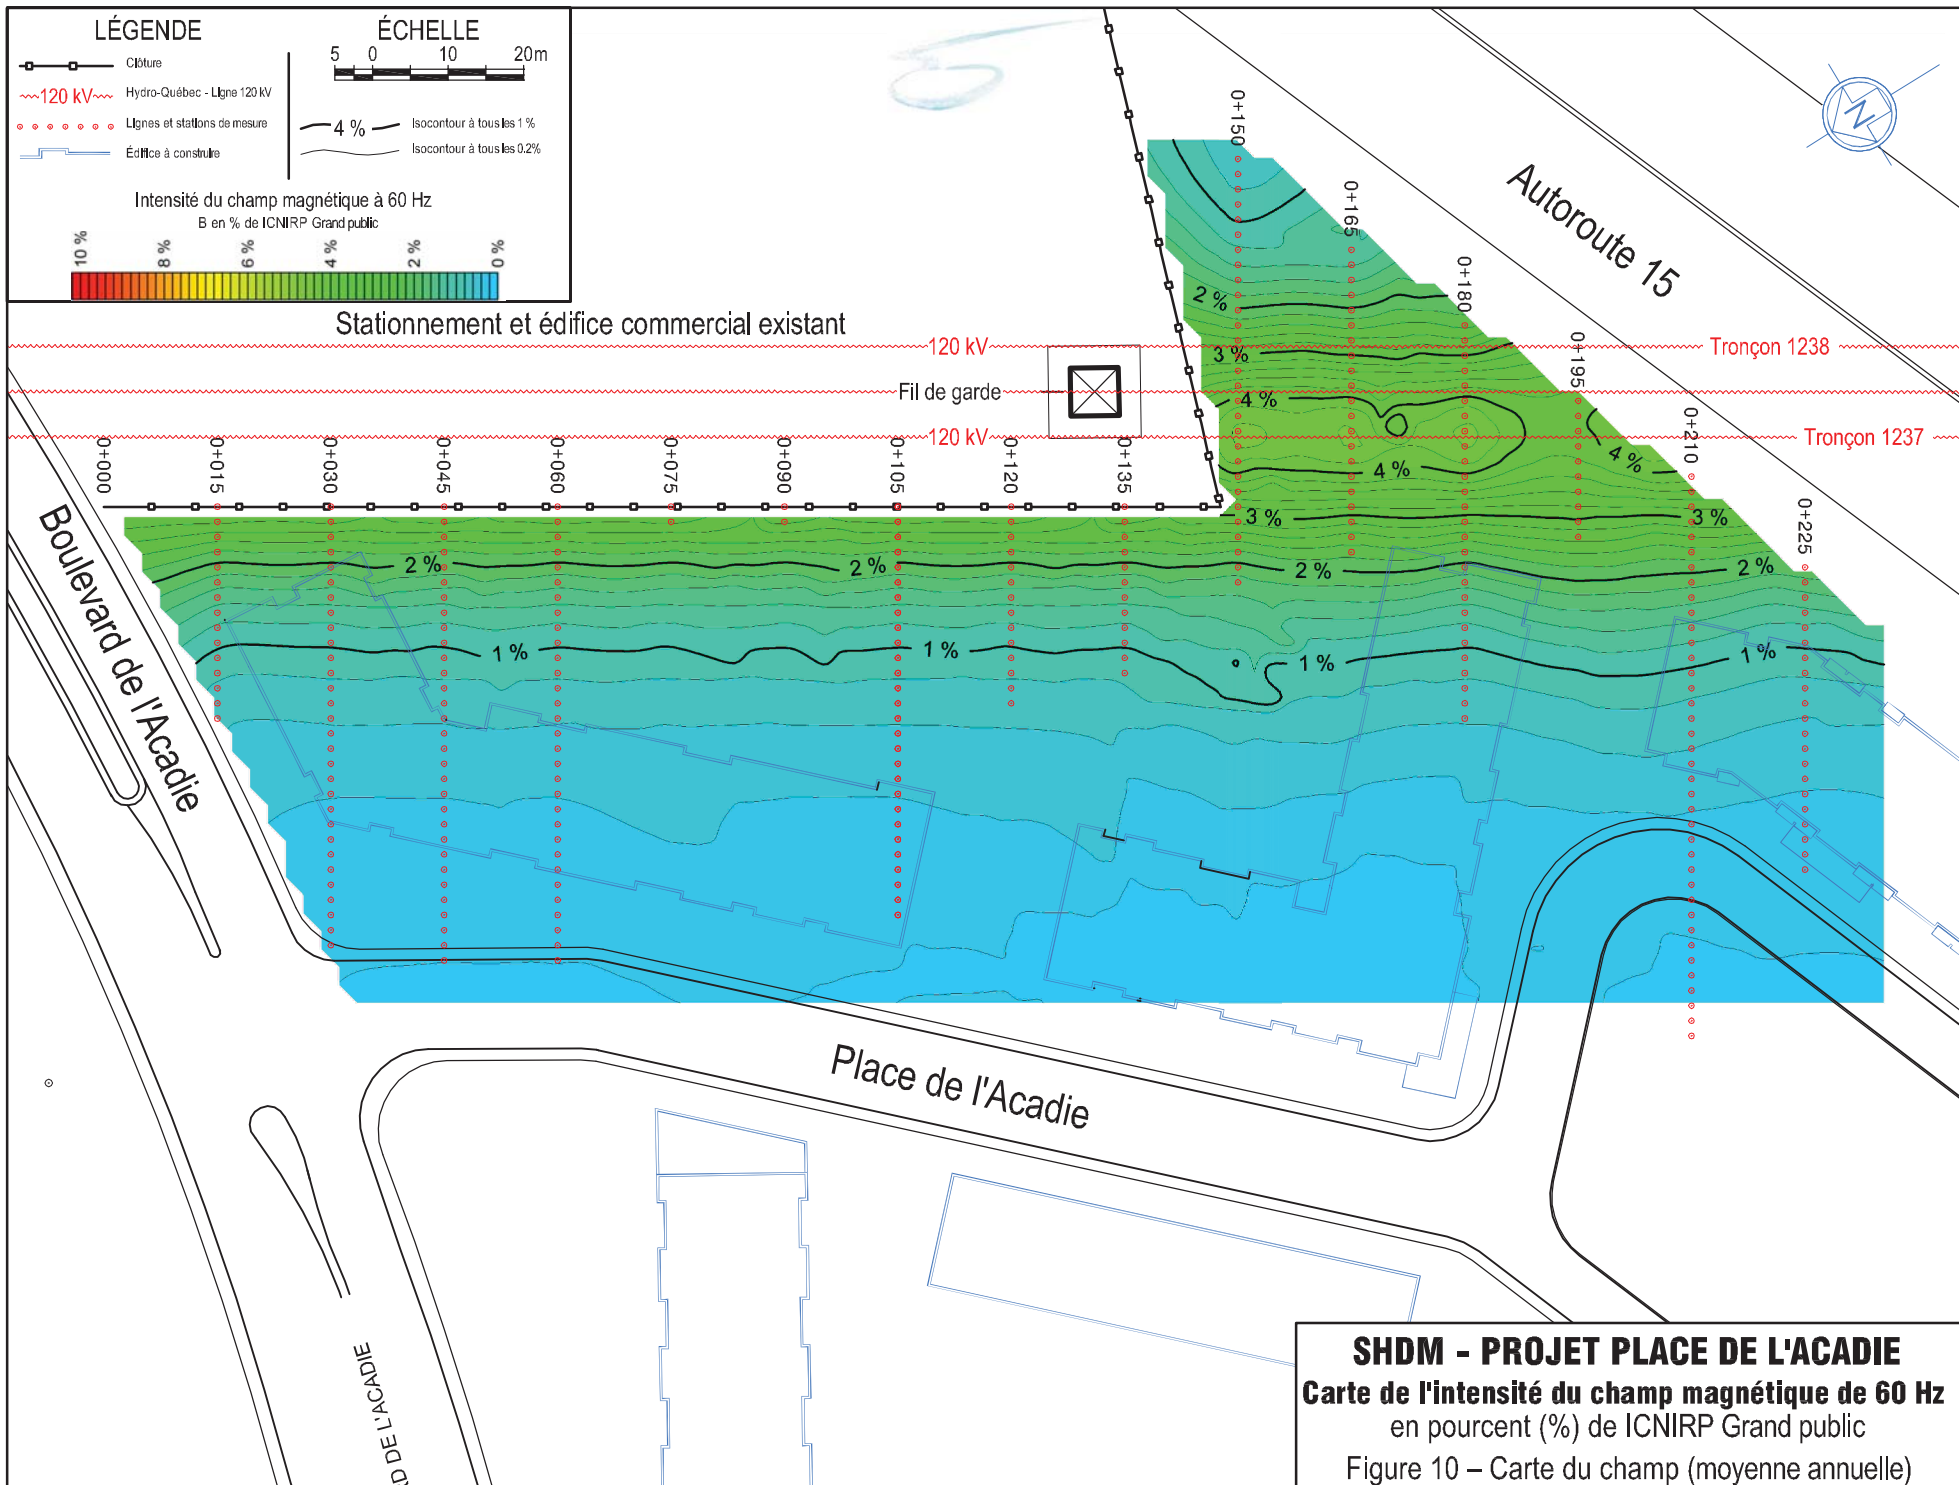 LÉGENDE
Clôture
120 kV
Hydro-Québec - Ligne 120 kV
Lignes et stations de mesure
Édifice à construire
ÉCHELLE
5 0 10 20m
4 %
Isocontour à tous les 1 %
Isocontour à tous les 0.2%
Intensité du champ magnétique à 60 Hz
B en % de ICNIRP Grand public
10 % 8 % 6 % 4 % 2 % 0 %
Stationnement et édifice commercial existant
120 kV
Fil de garde
120 kV
Tronçon 1238
Tronçon 1237
Autoroute 15
N
0+000 0+015 0+030 0+045 0+060 0+075 0+090 0+105 0+120 0+135
0+150 0+165 0+180 0+195 0+210 0+225
2 %
3 %
4 %
4 % 4 %
3 % 3 %
2 % 2 % 2 % 2 %
1 % 1 % 1 % 1 %
Boulevard de l'Acadie
Place de l'Acadie
D DE L'ACADIE
SHDM - PROJET PLACE DE L'ACADIE
Carte de l'intensité du champ magnétique de 60 Hz
en pourcent (%) de ICNIRP Grand public
Figure 10 – Carte du champ (moyenne annuelle)